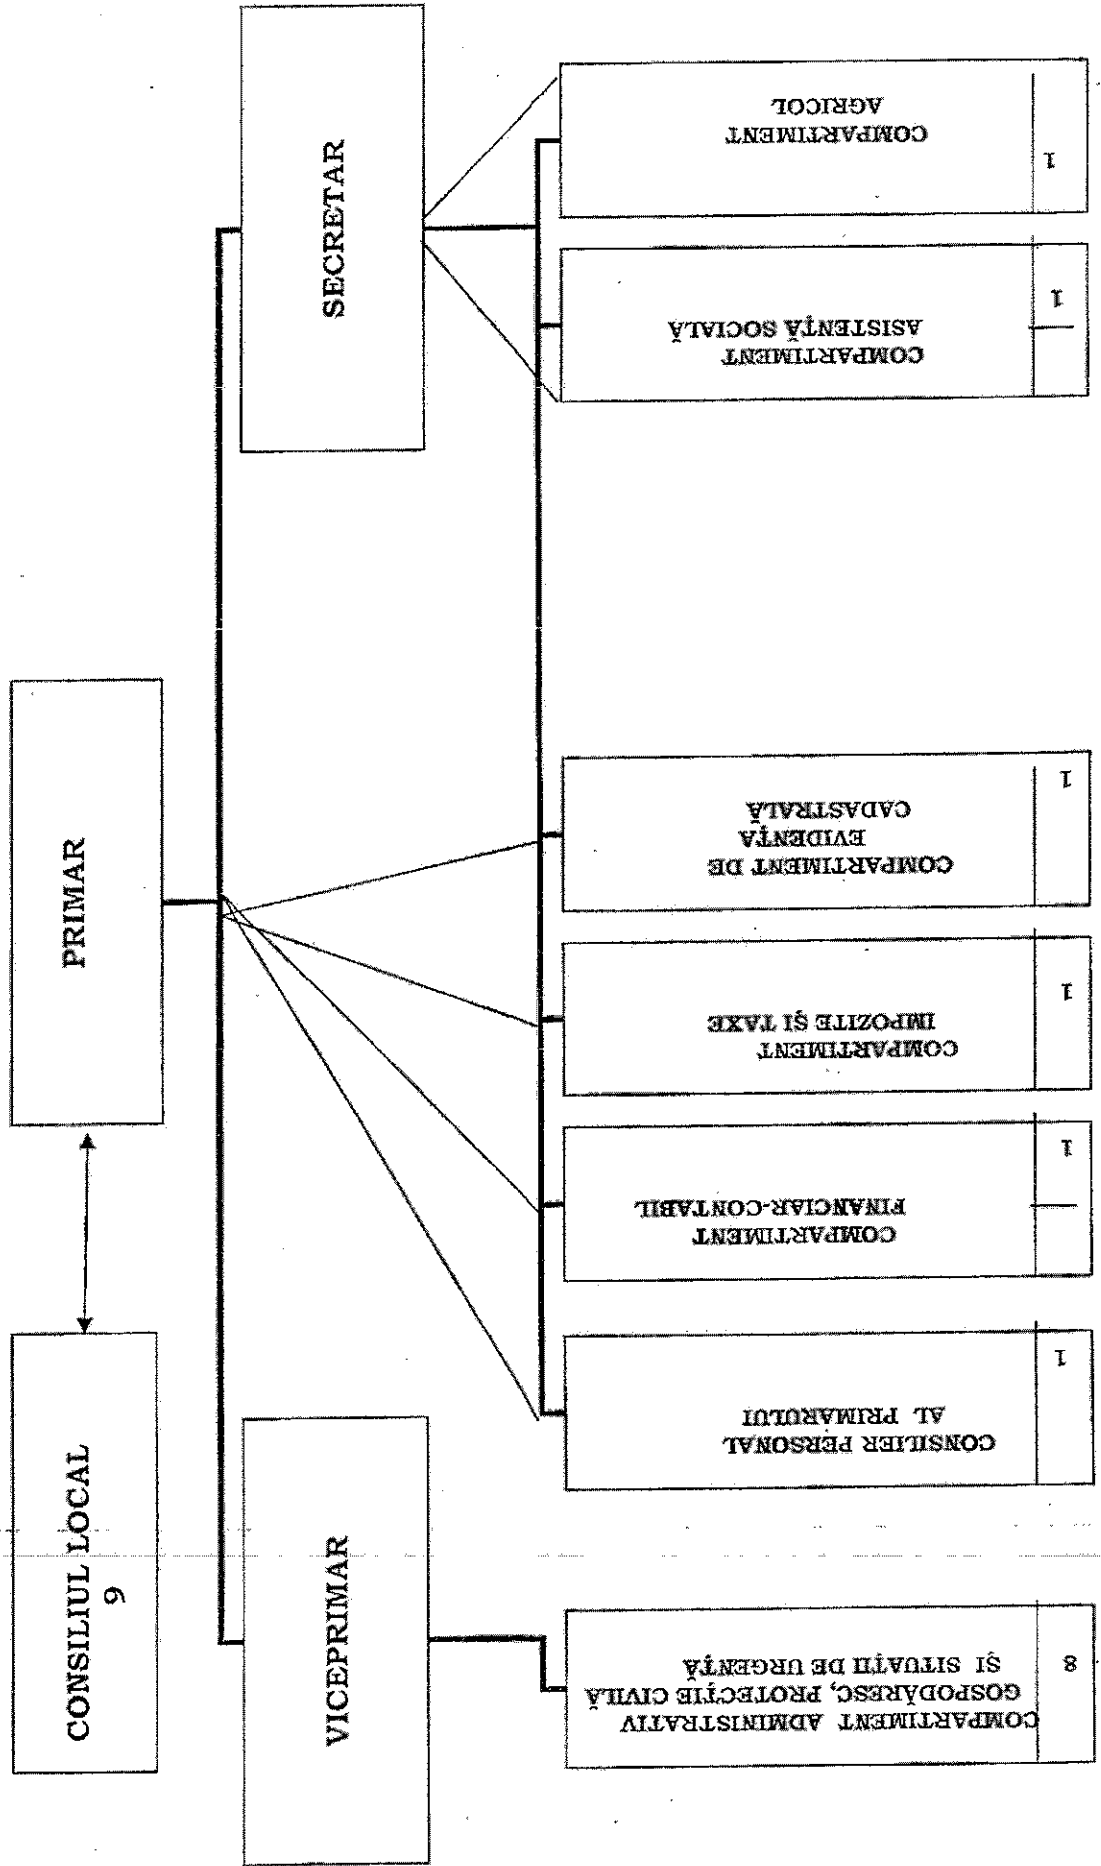 CONSILIUL LOCAL
9
PRIMAR
VICEPRIMAR
SECRETAR
COMPARTIMENT ADMINISTRATIV
GOSPODĂRESC, PROTECȚIE CIVILĂ
ȘI SITUAȚII DE URGENȚĂ
8
CONSILIER PERSONAL
AL PRIMARULUI
1
COMPARTIMENT
FINANCIAR-CONTABIL
1
COMPARTIMENT
IMPOZITE ȘI TAXE
1
COMPARTIMENT DE
EVIDENȚA
CADASTRALĂ
1
COMPARTIMENT
ASISTENȚĂ SOCIALĂ
1
COMPARTIMENT
AGRICOL
1